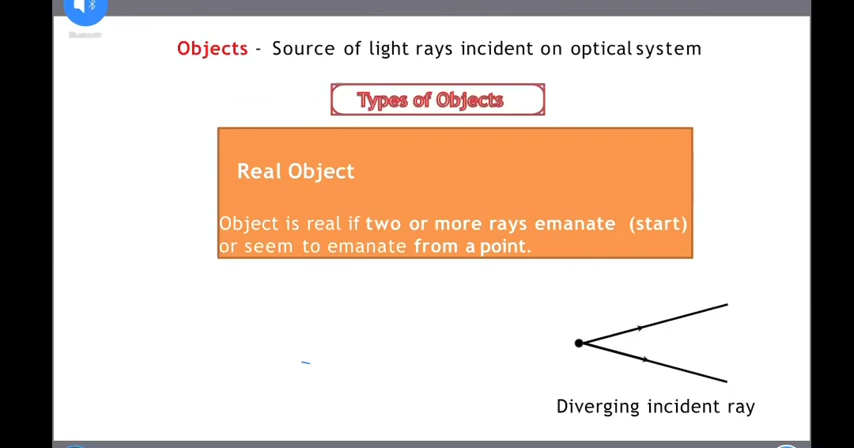 Bluetooth
Objects - Source of light rays incident on optical system
Types of Objects
Real Object
Object is real if two or more rays emanate (start)
or seem to emanate from a point.
Diverging incident ray